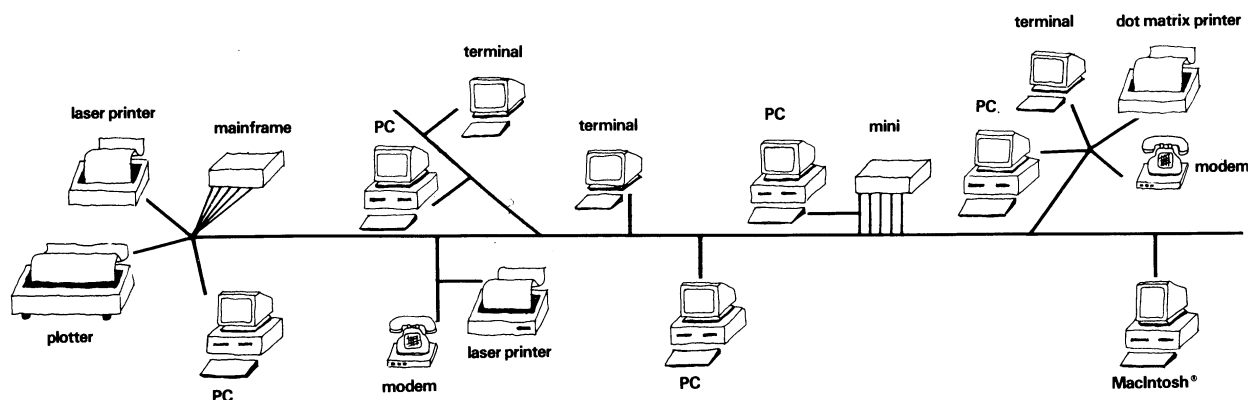 terminal
dot matrix printer
terminal
laser printer
mainframe
PC
terminal
PC
mini
PC.
modem
plotter
PC
modem
laser printer
PC
MacIntosh®